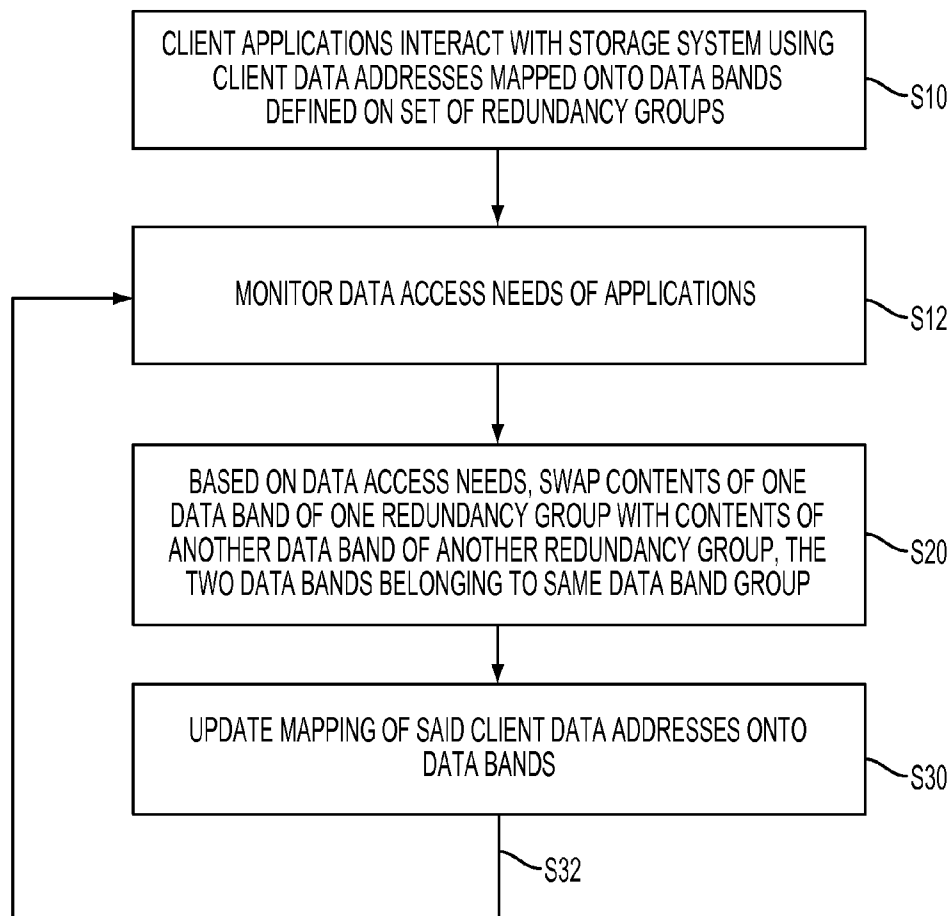 CLIENT APPLICATIONS INTERACT WITH STORAGE SYSTEM USING
CLIENT DATA ADDRESSES MAPPED ONTO DATA BANDS
DEFINED ON SET OF REDUNDANCY GROUPS
S10
MONITOR DATA ACCESS NEEDS OF APPLICATIONS
S12
BASED ON DATA ACCESS NEEDS, SWAP CONTENTS OF ONE
DATA BAND OF ONE REDUNDANCY GROUP WITH CONTENTS OF
ANOTHER DATA BAND OF ANOTHER REDUNDANCY GROUP, THE
TWO DATA BANDS BELONGING TO SAME DATA BAND GROUP
S20
UPDATE MAPPING OF SAID CLIENT DATA ADDRESSES ONTO
DATA BANDS
S30
S32